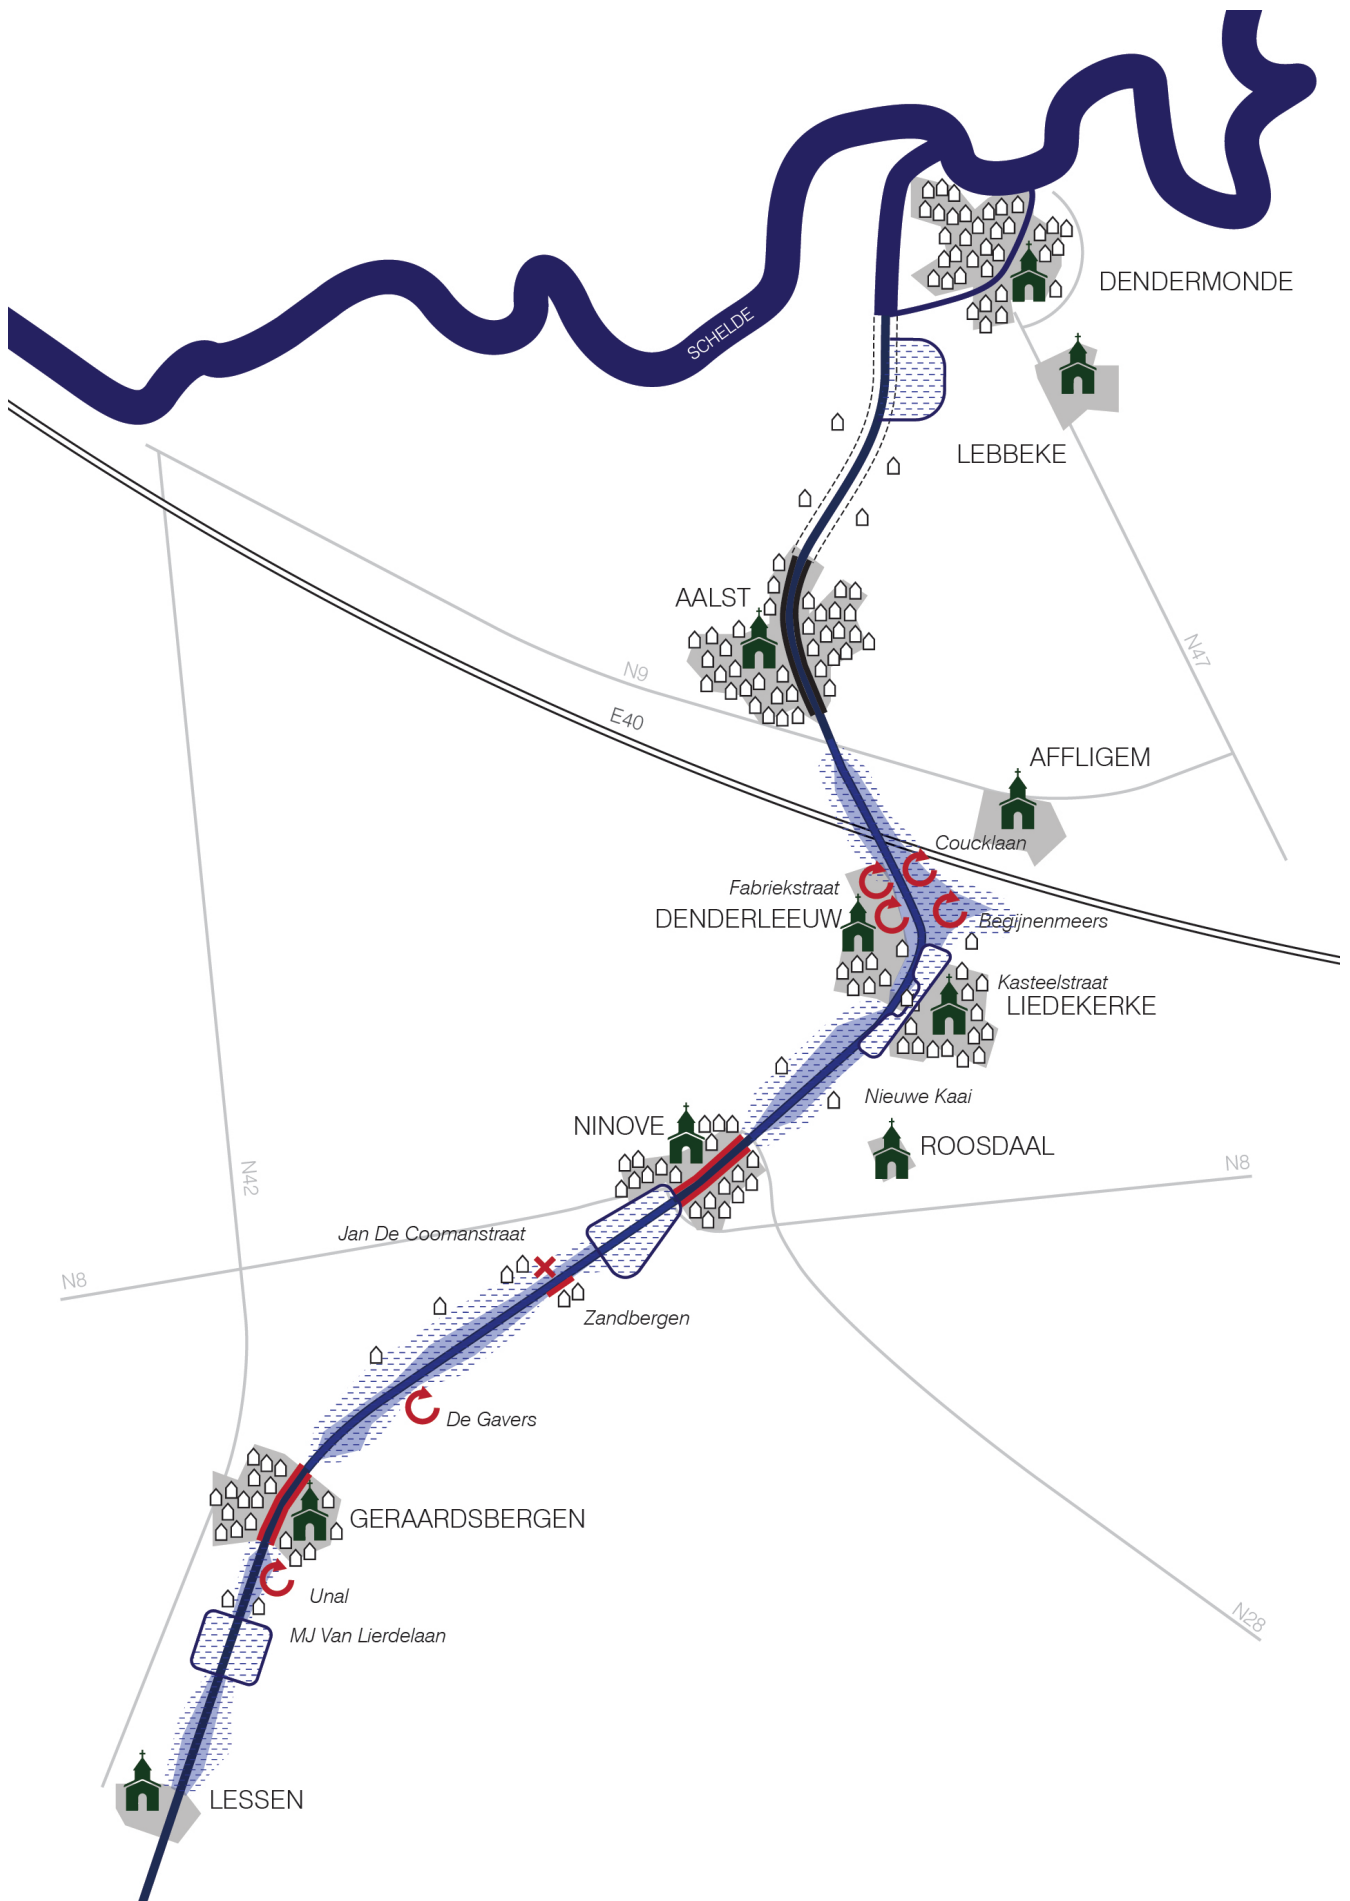 DENDERMONDE
SCHELDE
LEBBEKE
AALST
N47
N9
E40
AFFLIGEM
Coucklaan
Fabriekstraat
DENDERLEEUW
Begijnenmeers
Kasteelstraat
LIEDEKERKE
Nieuwe Kaai
NINOVE
ROOSDAAL
N8
N42
Jan De Coomanstraat
N8
Zandbergen
De Gavers
GERAARDSBERGEN
Unal
N28
MJ Van Lierdelaan
LESSEN